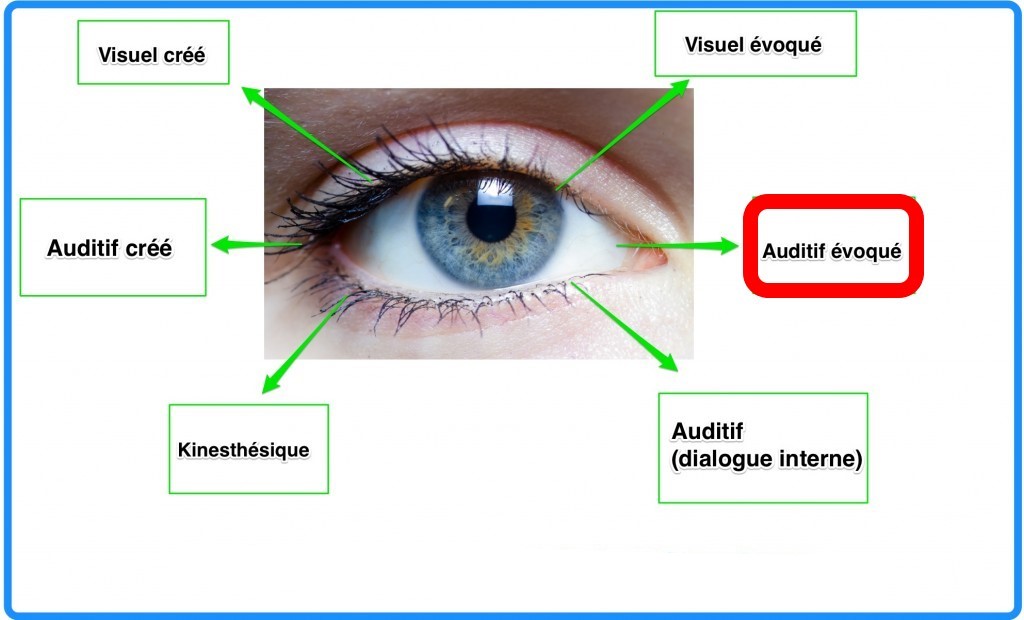 Visuel créé
Visuel évoqué
Auditif créé
Auditif évoqué
Kinesthésique
Auditif
(dialogue interne)